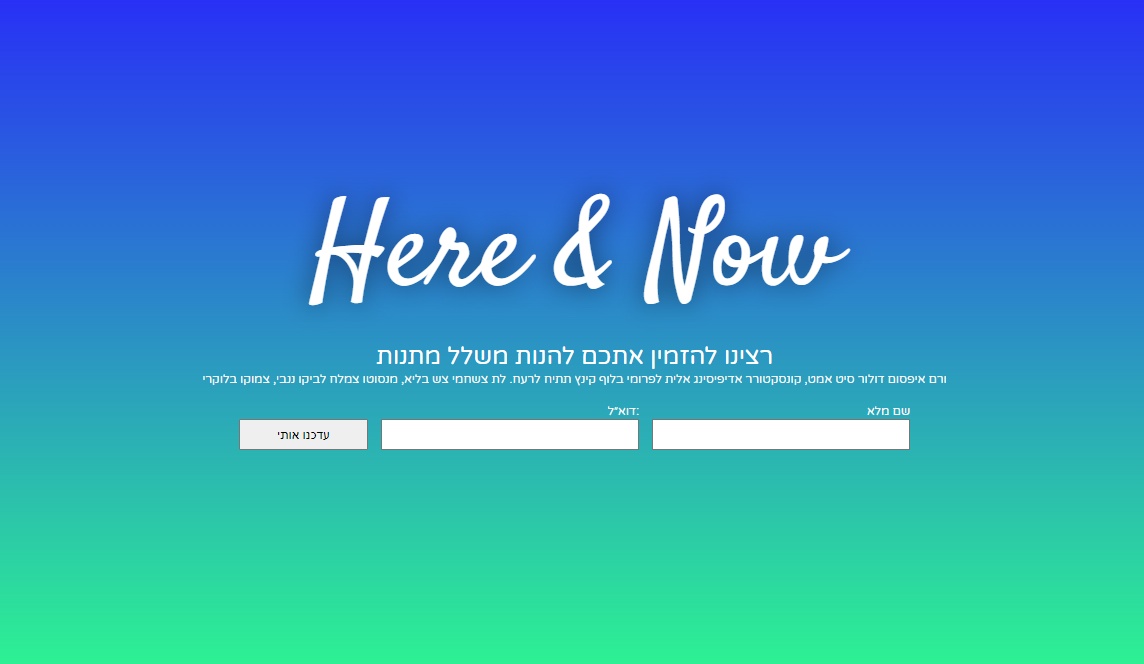 Here & Now
רצינו להזמין אתכם להנות משלל מתנות
ורם איפסום דולור סיט אמט, קונסקטורר אדיפיסינג אלית לפרומי בלוף קינץ תתיח לרעח. לת צשחמי צש בליא, מנסוטו צמלח לביקו ננבי, צמוקו בלוקרי
שם מלא
דוא"ל:
עדכנו אותי